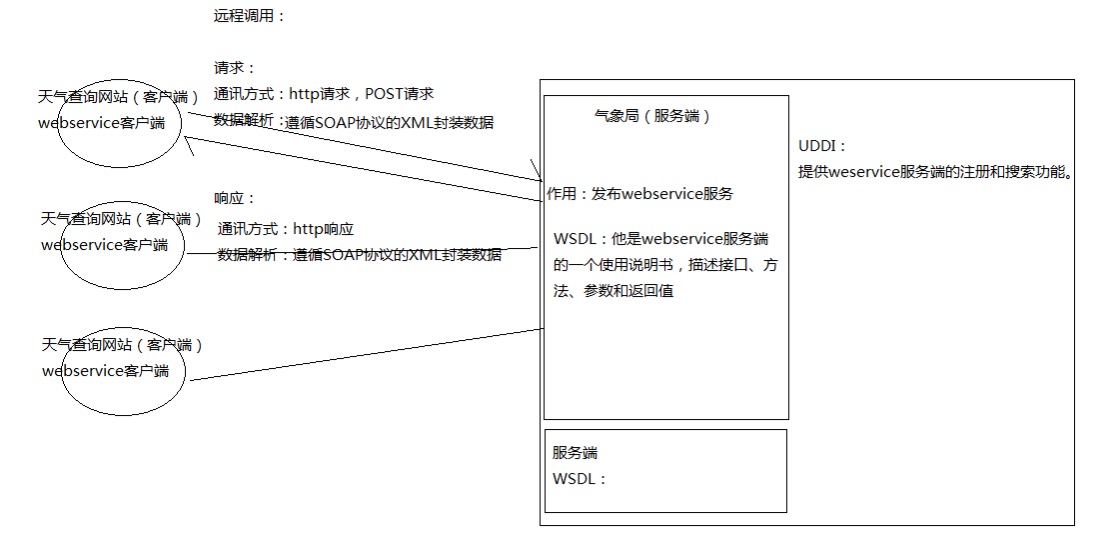 远程调用：
请求：
通讯方式：http请求，POST请求
数据解析：遵循SOAP协议的XML封装数据
天气查询网站（客户端）
webservice客户端
响应：
通讯方式：http响应
数据解析：遵循SOAP协议的XML封装数据
天气查询网站（客户端）
webservice客户端
天气查询网站（客户端）
webservice客户端
气象局（服务端）
作用：发布webservice服务
WSDL：他是webservice服务端
的一个使用说明书，描述接口、方
法、参数和返回值
服务端
WSDL：
UDDI：
提供weservice服务端的注册和搜索功能。